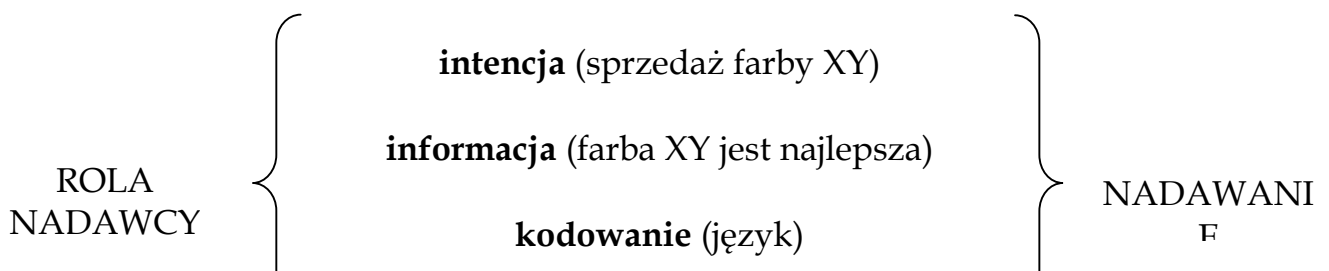 intencja (sprzedaż farby XY)
informacja (farba XY jest najlepsza)
ROLA
NADAWCY
kodowanie (język)
NADAWANI
E